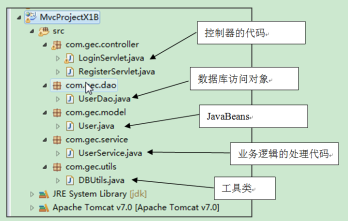 MvcProjectX1B
src
com.gec.controller
控制器的代码
LoginServlet.java
RegisterServlet.java
com.gec.dao
数据库访问对象
UserDao.java
com.gec.model
JavaBeans
User.java
com.gec.service
业务逻辑的处理代码
UserService.java
com.gec.utils
工具类
DBUtils.java
JRE System Library [jdk]
Apache Tomcat v7.0 [Apache Tomcat v7.0]